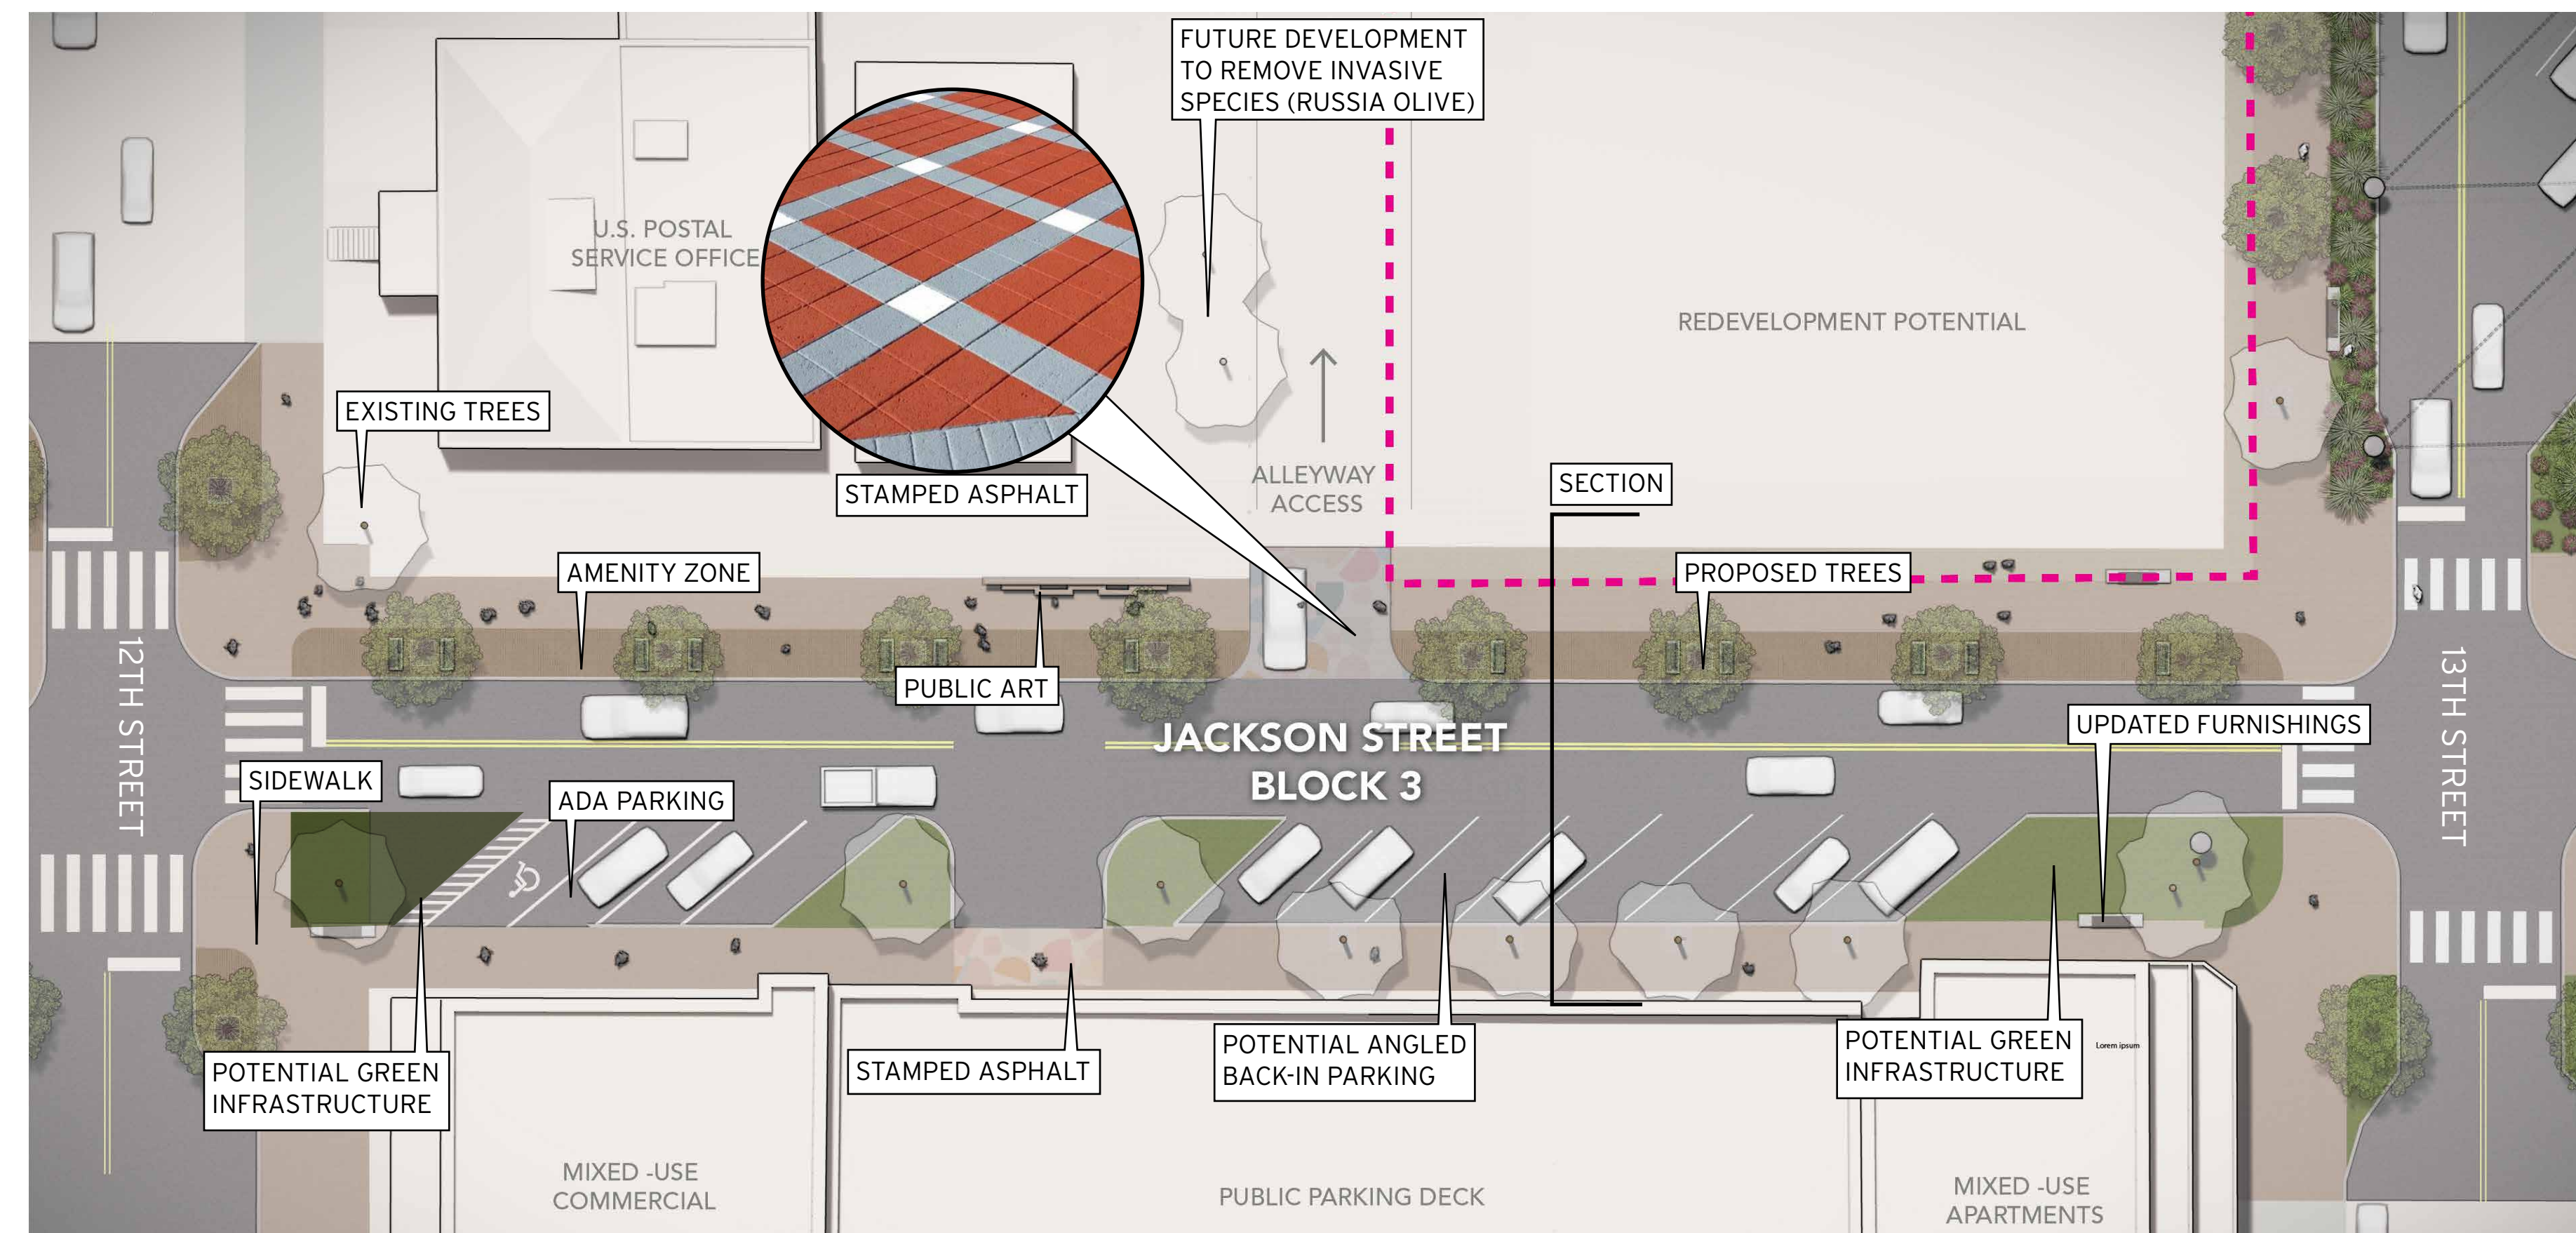 FUTURE DEVELOPMENT
TO REMOVE INVASIVE
SPECIES (RUSSIA OLIVE)
U.S. POSTAL
SERVICE OFFICE
REDEVELOPMENT POTENTIAL
EXISTING TREES
STAMPED ASPHALT
ALLEYWAY
ACCESS
SECTION
AMENITY ZONE
PROPOSED TREES
PUBLIC ART
12TH STREET
13TH STREET
JACKSON STREET
BLOCK 3
UPDATED FURNISHINGS
SIDEWALK
ADA PARKING
POTENTIAL GREEN
INFRASTRUCTURE
STAMPED ASPHALT
POTENTIAL ANGLED
BACK-IN PARKING
POTENTIAL GREEN
INFRASTRUCTURE
Lorem ipsum
MIXED -USE
COMMERCIAL
PUBLIC PARKING DECK
MIXED -USE
APARTMENTS